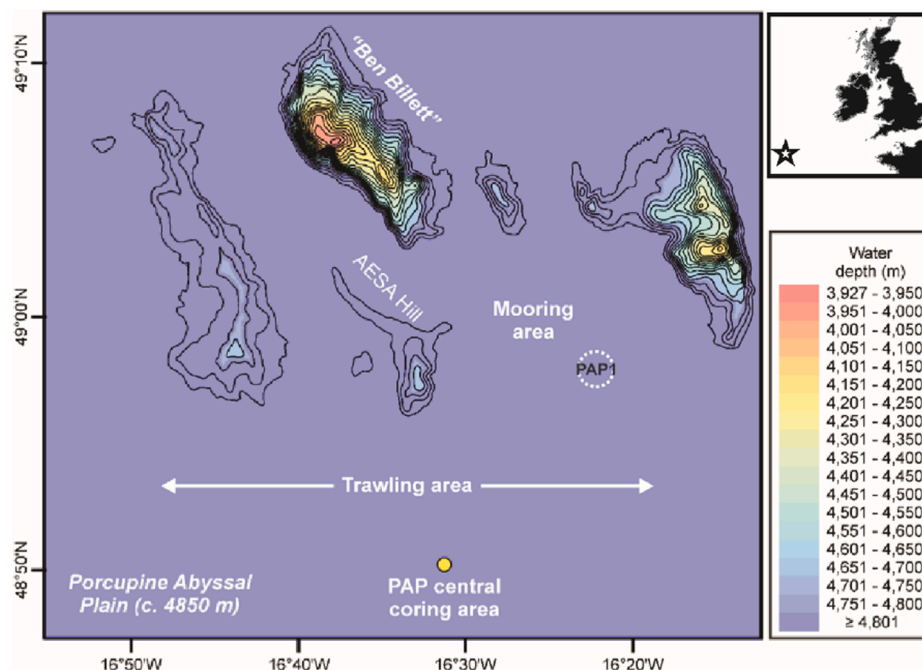 49°10'N
49°00'N
48°50'N
"Ben Billett"
AESA Hill
Mooring
area
PAP1
Trawling area
PAP central
coring area
Porcupine Abyssal
Plain (c. 4850 m)
16°50'W
16°40'W
16°30'W
16°20'W
Water
depth (m)
3,927 - 3,950
3,951 - 4,000
4,001 - 4,050
4,051 - 4,100
4,101 - 4,150
4,151 - 4,200
4,201 - 4,250
4,251 - 4,300
4,301 - 4,350
4,351 - 4,400
4,401 - 4,450
4,451 - 4,500
4,501 - 4,550
4,551 - 4,600
4,601 - 4,650
4,651 - 4,700
4,701 - 4,750
4,751 - 4,800
≥ 4,801